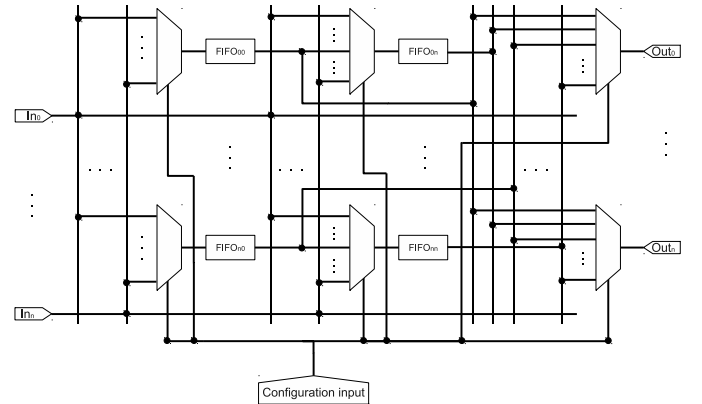 FIFO00
FIFO0n
Out0
In0
FIFOn0
FIFOnn
Outn
Inn
Configuration input